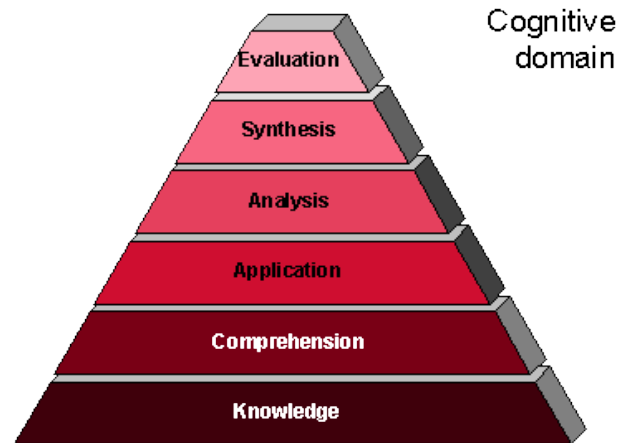 Cognitive
domain
Evaluation
Synthesis
Analysis
Application
Comprehension
Knowledge